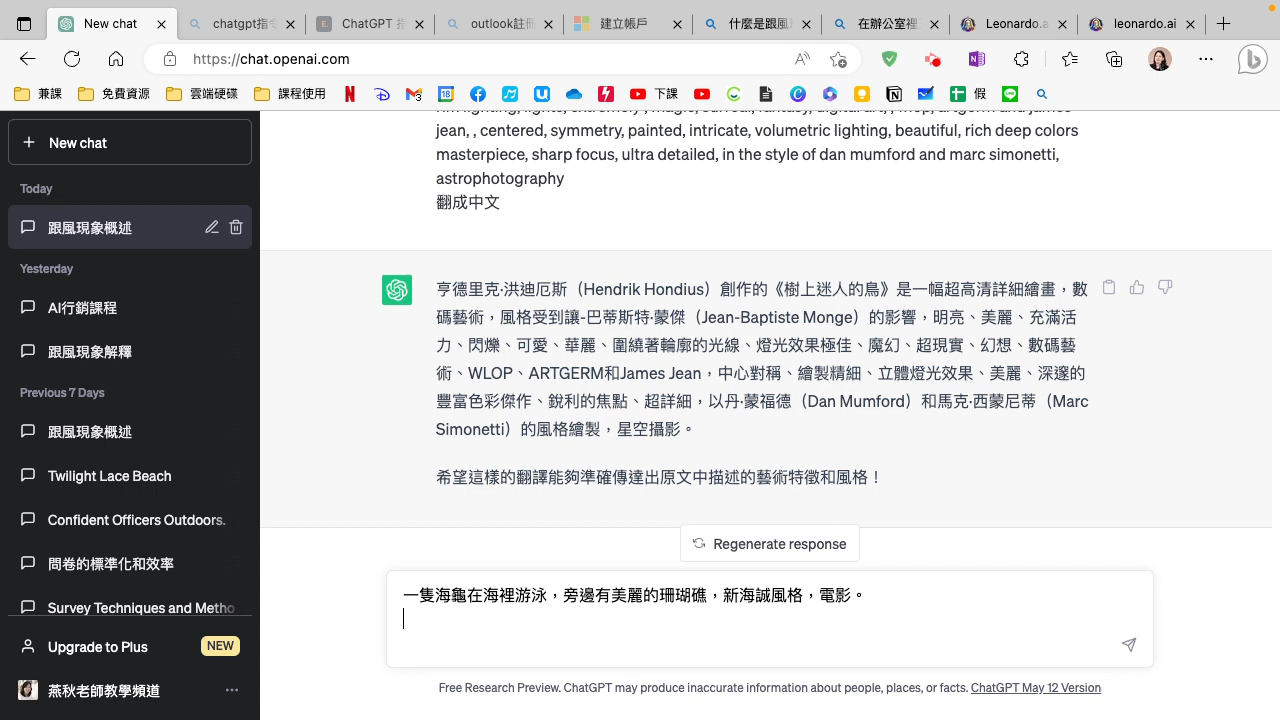 New chat
chatgpt指令
ChatGPT 指
outlook註冊
建立帳戶
什麼是跟風
在辦公室裡
Leonardo.a
leonardo.ai
https://chat.openai.com
兼課
免費資源
雲端硬碟
課程使用
下課
假
New chat
Today
跟風現象概述
Yesterday
AI行銷課程
跟風現象解釋
Previous 7 Days
跟風現象概述
Twilight Lace Beach
Confident Officers Outdoors.
問卷的標準化和效率
Survey Techniques and Metho
Upgrade to Plus
NEW
燕秋老師教學頻道
jean, , centered, symmetry, painted, intricate, volumetric lighting, beautiful, rich deep colors
masterpiece, sharp focus, ultra detailed, in the style of dan mumford and marc simonetti,
astrophotography
翻成中文
亨德里克·洪迪厄斯（Hendrik Hondius）創作的《樹上迷人的鳥》是一幅超高清詳細繪畫，數
碼藝術，風格受到讓-巴蒂斯特·蒙傑（Jean-Baptiste Monge）的影響，明亮、美麗、充滿活
力、閃爍、可愛、華麗、圍繞著輪廓的光線、燈光效果極佳、魔幻、超現實、幻想、數碼藝
術、WLOP、ARTGERM和James Jean，中心對稱、繪製精細、立體燈光效果、美麗、深邃的
豐富色彩傑作、銳利的焦點、超詳細，以丹·蒙福德（Dan Mumford）和馬克·西蒙尼蒂（Marc
Simonetti）的風格繪製，星空攝影。
希望這樣的翻譯能夠準確傳達出原文中描述的藝術特徵和風格！
Regenerate response
一隻海龜在海裡游泳，旁邊有美麗的珊瑚礁，新海誠風格，電影。
Free Research Preview. ChatGPT may produce inaccurate information about people, places, or facts. ChatGPT May 12 Version